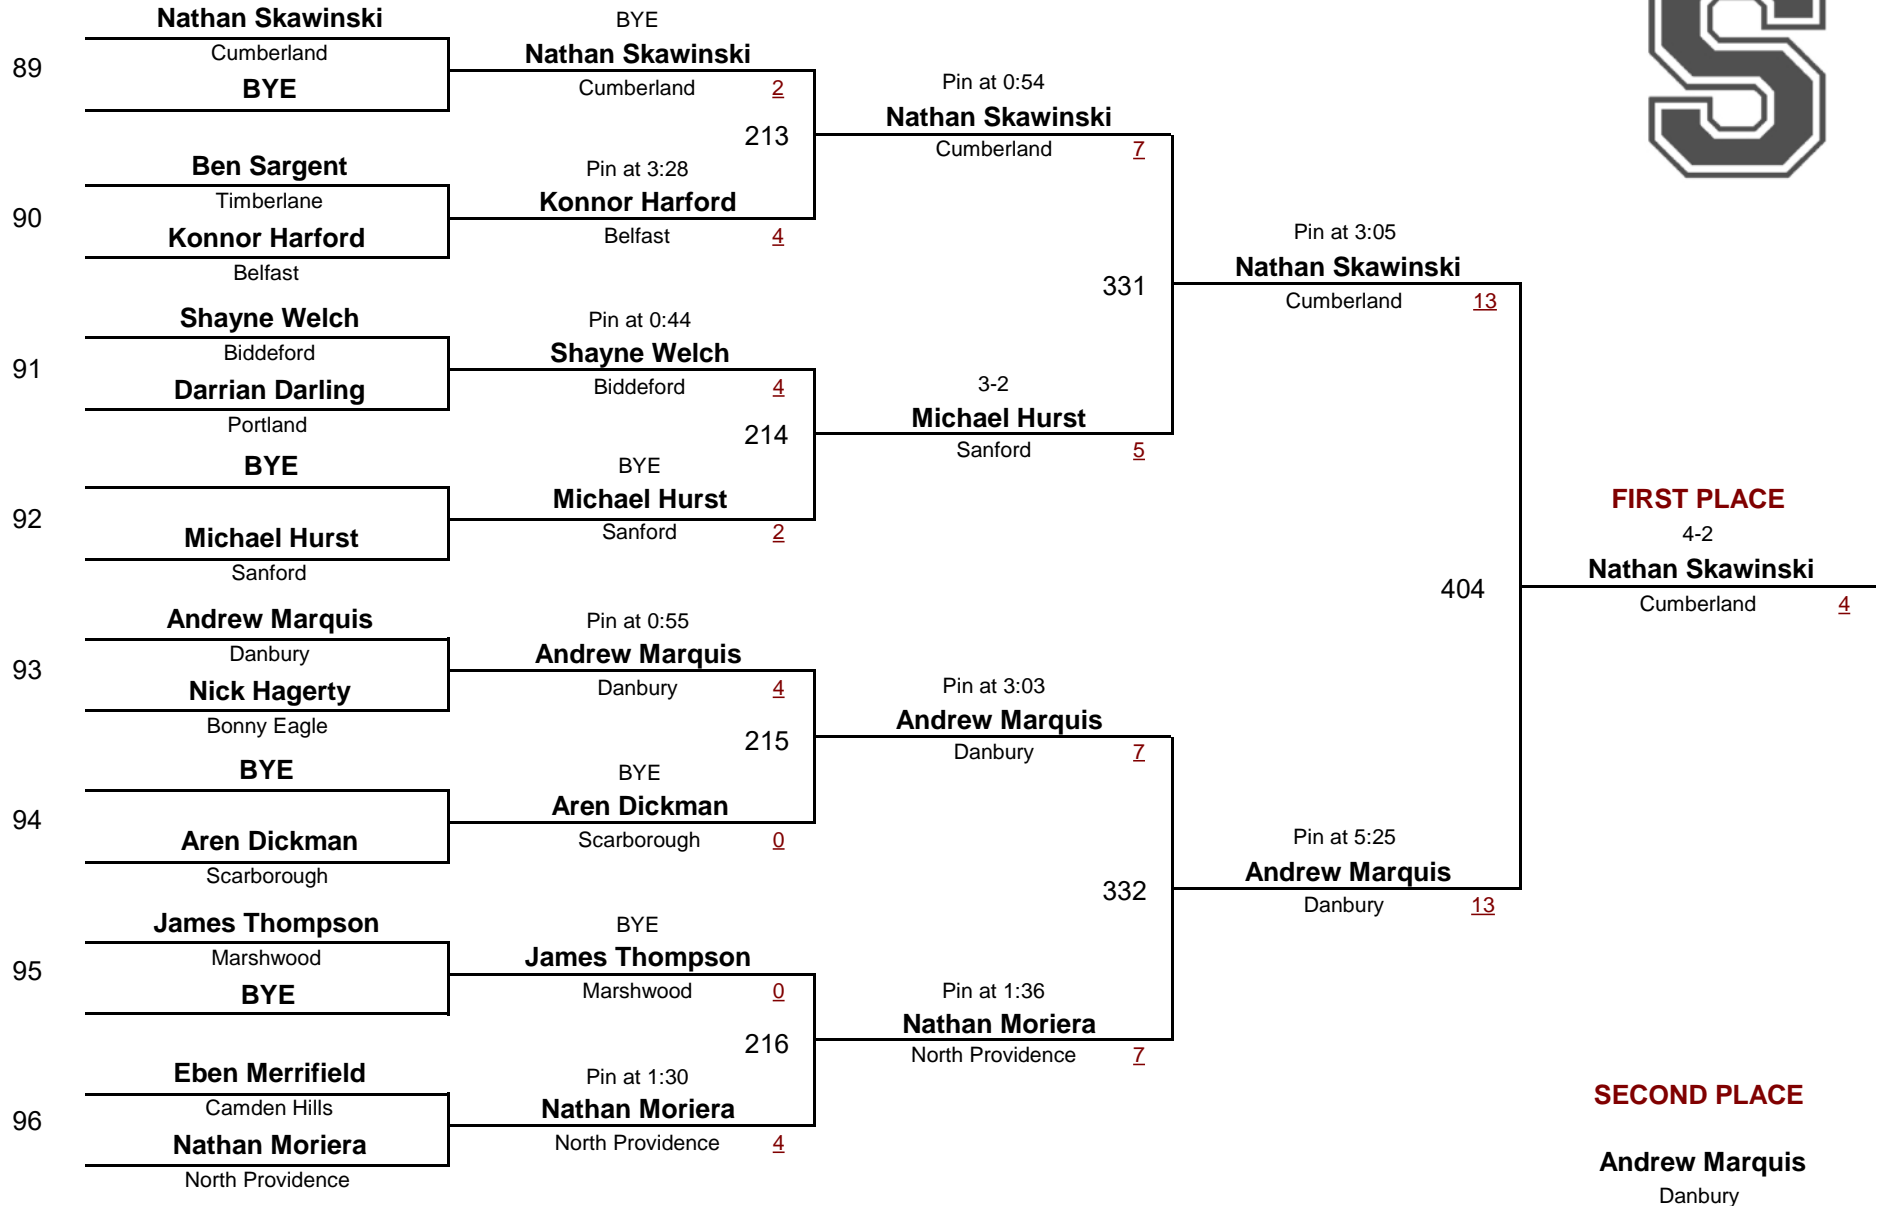 Nathan Skawinski
Cumberland
89
BYE
Ben Sargent
Timberlane
90
Konnor Harford
Belfast
Shayne Welch
Biddeford
91
Darrian Darling
Portland
BYE
92
Michael Hurst
Sanford
Andrew Marquis
Danbury
93
Nick Hagerty
Bonny Eagle
BYE
94
Aren Dickman
Scarborough
James Thompson
Marshwood
95
BYE
Eben Merrifield
Camden Hills
96
Nathan Moriera
North Providence
BYE
Nathan Skawinski
Cumberland 2
213
Pin at 3:28
Konnor Harford
Belfast 4
Pin at 0:44
Shayne Welch
Biddeford 4
214
BYE
Michael Hurst
Sanford 2
Pin at 0:55
Andrew Marquis
Danbury 4
215
BYE
Aren Dickman
Scarborough 0
BYE
James Thompson
Marshwood 0
216
Pin at 1:30
Nathan Moriera
North Providence 4
Pin at 0:54
Nathan Skawinski
Cumberland 7
331
3-2
Michael Hurst
Sanford 5
Pin at 3:03
Andrew Marquis
Danbury 7
332
Pin at 1:36
Nathan Moriera
North Providence 7
Pin at 3:05
Nathan Skawinski
Cumberland 13
404
Pin at 5:25
Andrew Marquis
Danbury 13
S
FIRST PLACE
4-2
Nathan Skawinski
Cumberland 4
SECOND PLACE
Andrew Marquis
Danbury